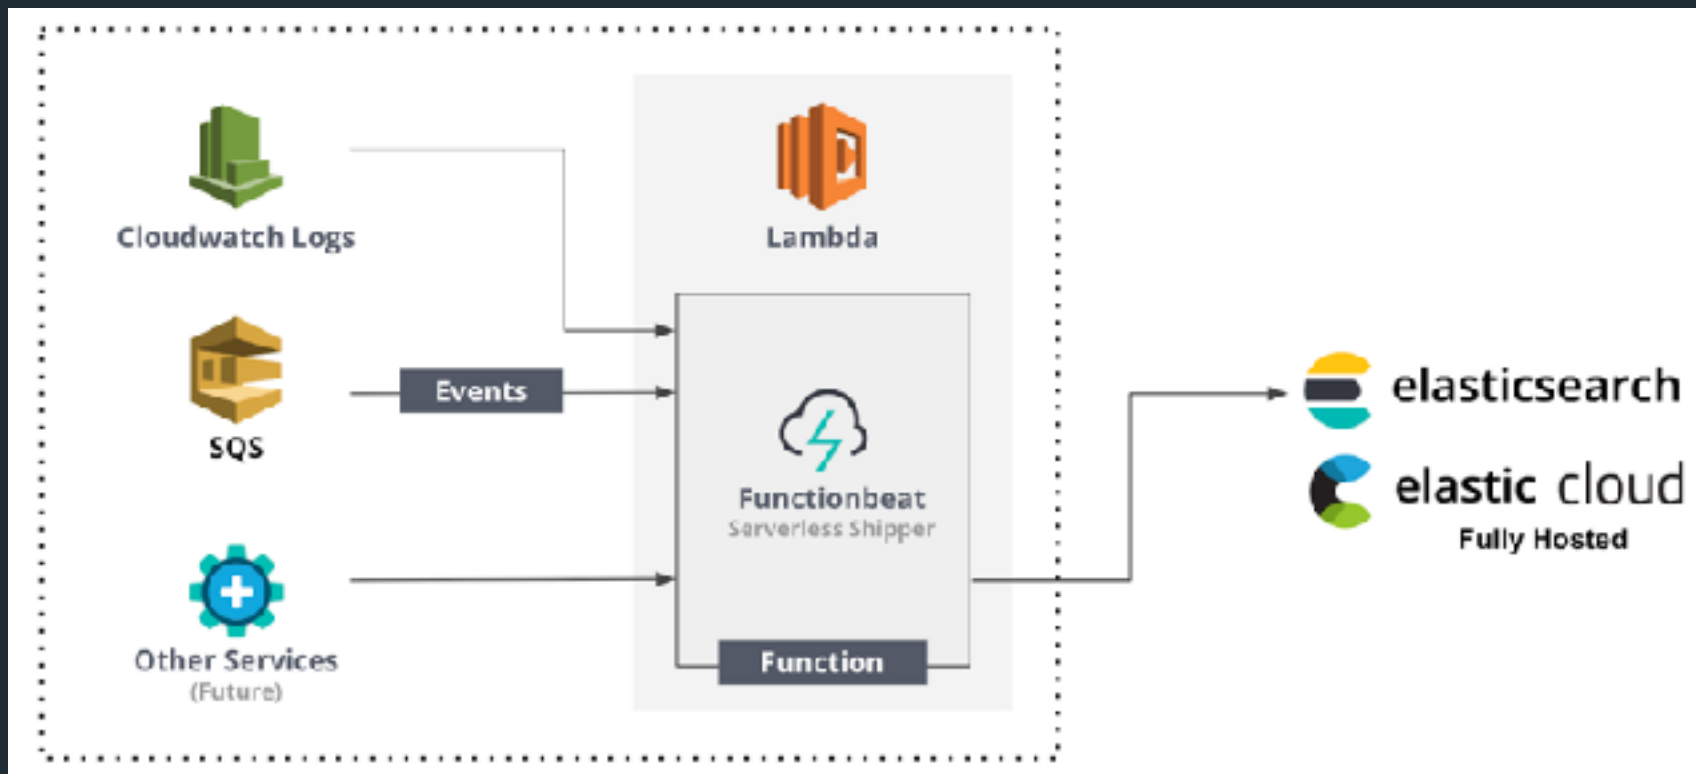 Cloudwatch Logs
Lambda
Events
SQS
Functionbeat
Serverless Shipper
Other Services
(Future)
Function
elasticsearch
elastic cloud
Fully Hosted